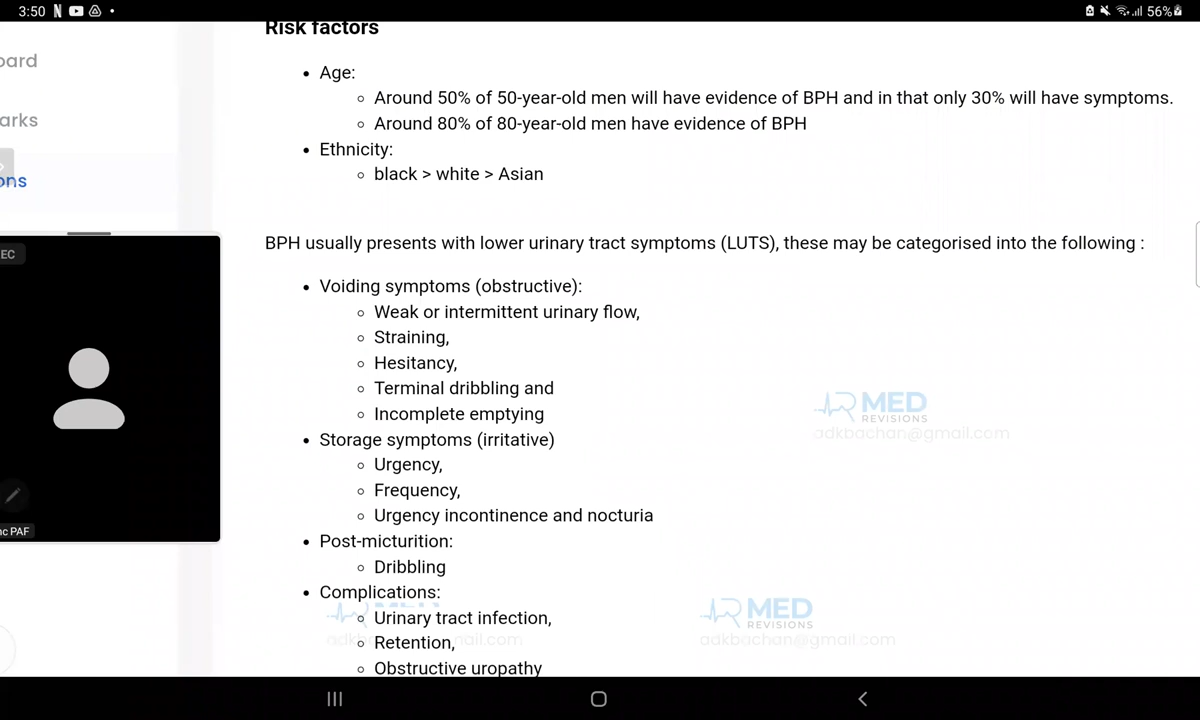 3:50 N 56%
Risk factors
oard
• Age:
◦ Around 50% of 50-year-old men will have evidence of BPH and in that only 30% will have symptoms.
◦ Around 80% of 80-year-old men have evidence of BPH
arks
• Ethnicity:
◦ black > white > Asian
ons
BPH usually presents with lower urinary tract symptoms (LUTS), these may be categorised into the following :
EC
• Voiding symptoms (obstructive):
◦ Weak or intermittent urinary flow,
◦ Straining,
◦ Hesitancy,
◦ Terminal dribbling and
◦ Incomplete emptying
MED
REVISIONS
adkbachan@gmail.com
• Storage symptoms (irritative)
◦ Urgency,
◦ Frequency,
◦ Urgency incontinence and nocturia
nc PAF
• Post-micturition:
◦ Dribbling
• Complications:
◦ Urinary tract infection,
◦ Retention,
◦ Obstructive uropathy
MED
REVISIONS
adkbachan@gmail.com